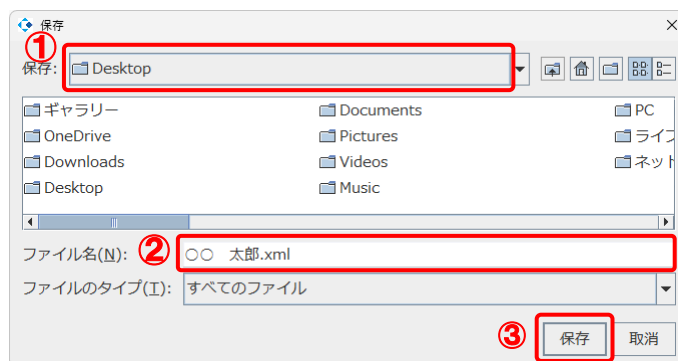 保存
①
保存: Desktop
ギャラリー Documents PC
OneDrive Pictures ライブ
Downloads Videos ネット
Desktop Music
ファイル名(N): ② ○○　太郎.xml
ファイルのタイプ(T): すべてのファイル
③ 保存 取消